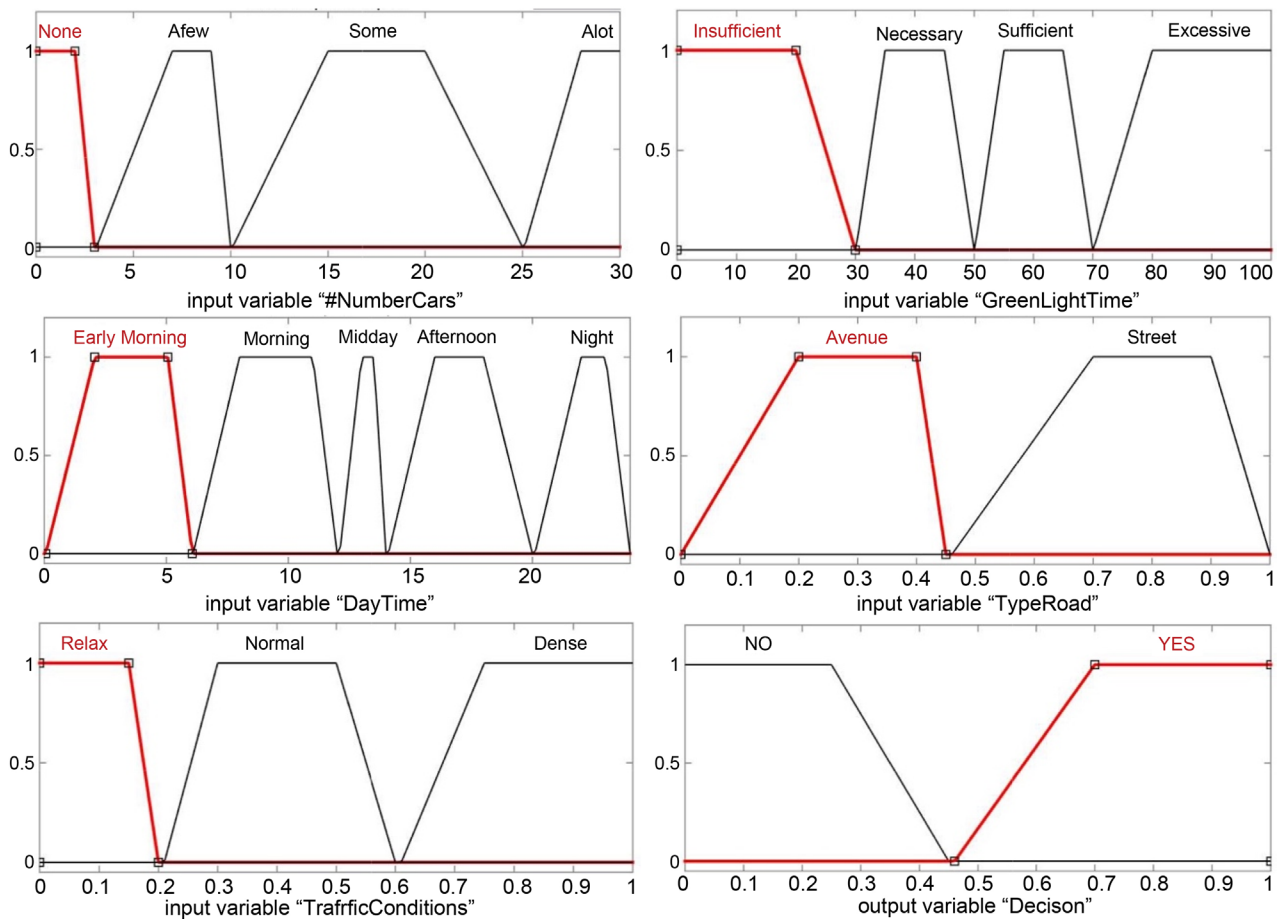 None Afew Some Alot
1
0.5
0
0 5 10 15 20 25 30
input variable “#NumberCars”
Insufficient Necessary Sufficient Excessive
1
0.5
0
0 10 20 30 40 50 60 70 80 90 100
input variable “GreenLightTime”
Early Morning Morning Midday Afternoon Night
1
0.5
0
0 5 10 15 20
input variable “DayTime”
Avenue Street
1
0.5
0
0 0.1 0.2 0.3 0.4 0.5 0.6 0.7 0.8 0.9 1
input variable “TypeRoad”
Relax Normal Dense
1
0.5
0
0 0.1 0.2 0.3 0.4 0.5 0.6 0.7 0.8 0.9 1
input variable “TrafrficConditions”
NO YES
1
0.5
0
0 0.1 0.2 0.3 0.4 0.5 0.6 0.7 0.8 0.9 1
output variable “Decison”